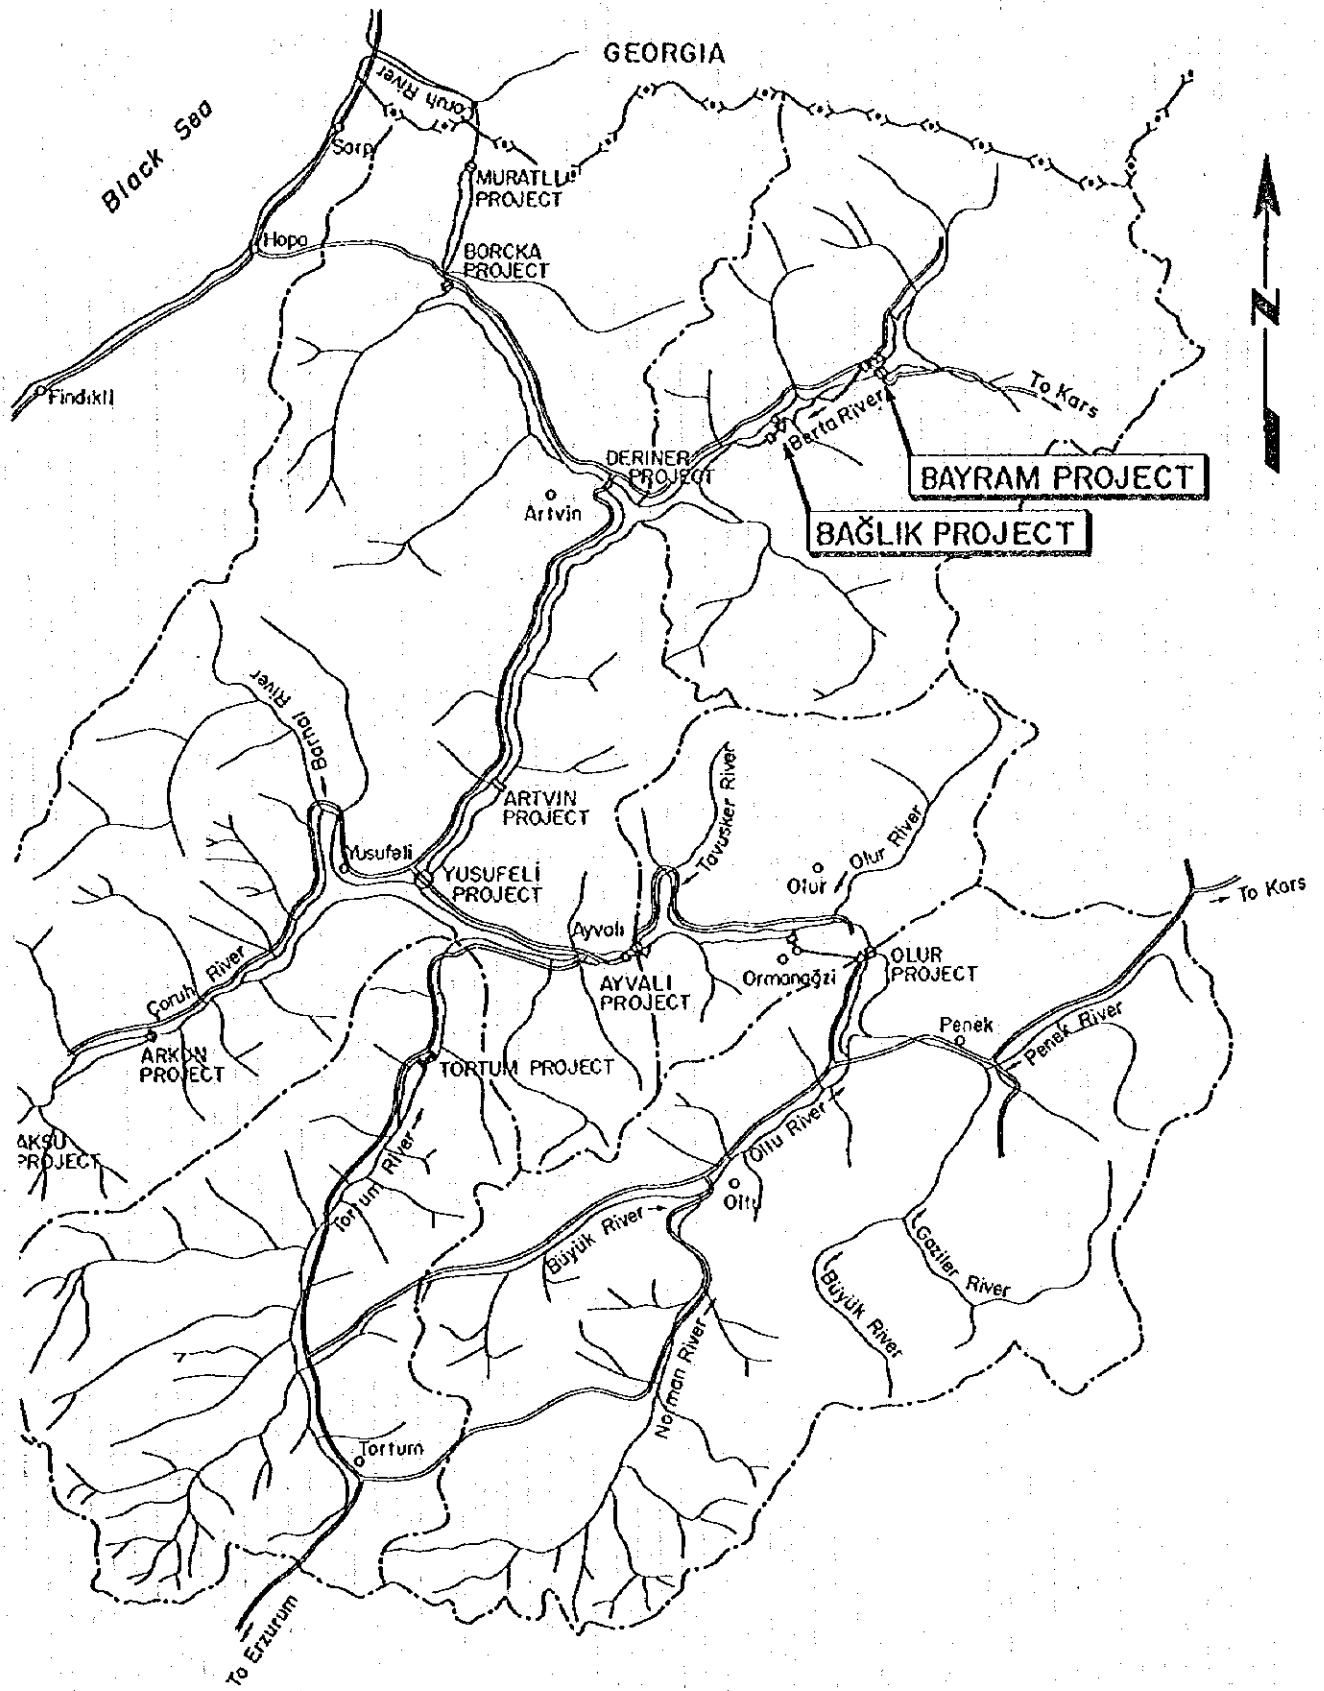 GEORGIA
Black Sea
Çoruh River
Sarp
MURATLLI
PROJECT
Hopa
BORCKA
PROJECT
Findikli
To Kars
Berta River
DERINER
PROJECT
BAYRAM PROJECT
Artvin
BAĞLIK PROJECT
Barhal River
Tavusker River
ARTVIN
PROJECT
Olur River
Yusufeli
YUSUFELİ
PROJECT
Olur
To Kars
Ayvalı
OLUR
PROJECT
Ormanağzi
AYVALI
PROJECT
Çoruh River
Penek
Penek River
ARKUN
PROJECT
TORTUM PROJECT
AKSU
PROJECT
Oltu River
Tortum River
Oltu
Büyük River
Gaziler River
Büyük River
Narman River
Tortum
To Erzurum
N